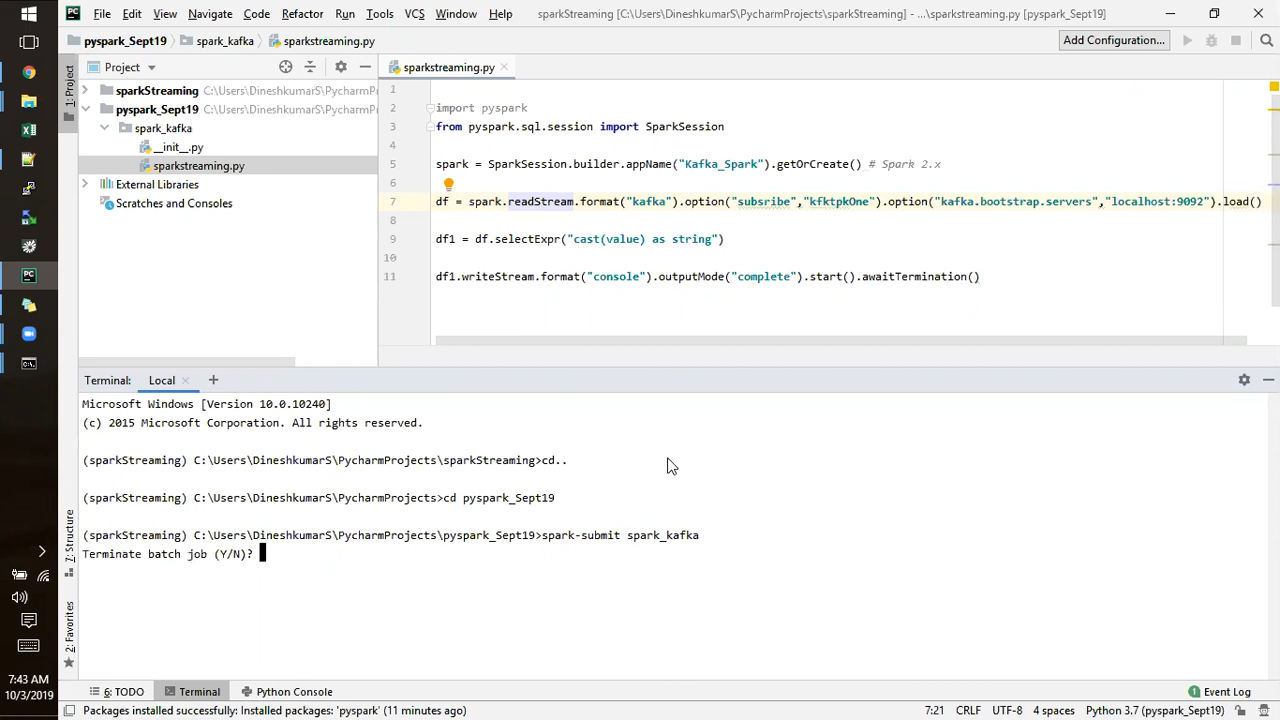 File Edit View Navigate Code Refactor Run Tools VCS Window Help sparkStreaming [C:\Users\DineshkumarS\PycharmProjects\sparkStreaming] - ...\sparkstreaming.py [pyspark_Sept19]
pyspark_Sept19 spark_kafka sparkstreaming.py Add Configuration...
1: Project
Project
sparkStreaming C:\Users\DineshkumarS\PycharmProjects\
pyspark_Sept19 C:\Users\DineshkumarS\PycharmProjects\
spark_kafka
__init__.py
sparkstreaming.py
External Libraries
Scratches and Consoles
sparkstreaming.py
1
2 import pyspark
3 from pyspark.sql.session import SparkSession
4
5 spark = SparkSession.builder.appName("Kafka_Spark").getOrCreate() # Spark 2.x
6
7 df = spark.readStream.format("kafka").option("subsribe","kfktpkOne").option("kafka.bootstrap.servers","localhost:9092").load()
8
9 df1 = df.selectExpr("cast(value) as string")
10
11 df1.writeStream.format("console").outputMode("complete").start().awaitTermination()
Terminal: Local
Microsoft Windows [Version 10.0.10240]
(c) 2015 Microsoft Corporation. All rights reserved.
(sparkStreaming) C:\Users\DineshkumarS\PycharmProjects\sparkStreaming>cd..
(sparkStreaming) C:\Users\DineshkumarS\PycharmProjects>cd pyspark_Sept19
(sparkStreaming) C:\Users\DineshkumarS\PycharmProjects\pyspark_Sept19>spark-submit spark_kafka
Terminate batch job (Y/N)?
7: Structure
2: Favorites
6: TODO Terminal Python Console Event Log
Packages installed successfully: Installed packages: 'pyspark' (11 minutes ago) 7:21 CRLF UTF-8 4 spaces Python 3.7 (pyspark_Sept19)
7:43 AM
10/3/2019